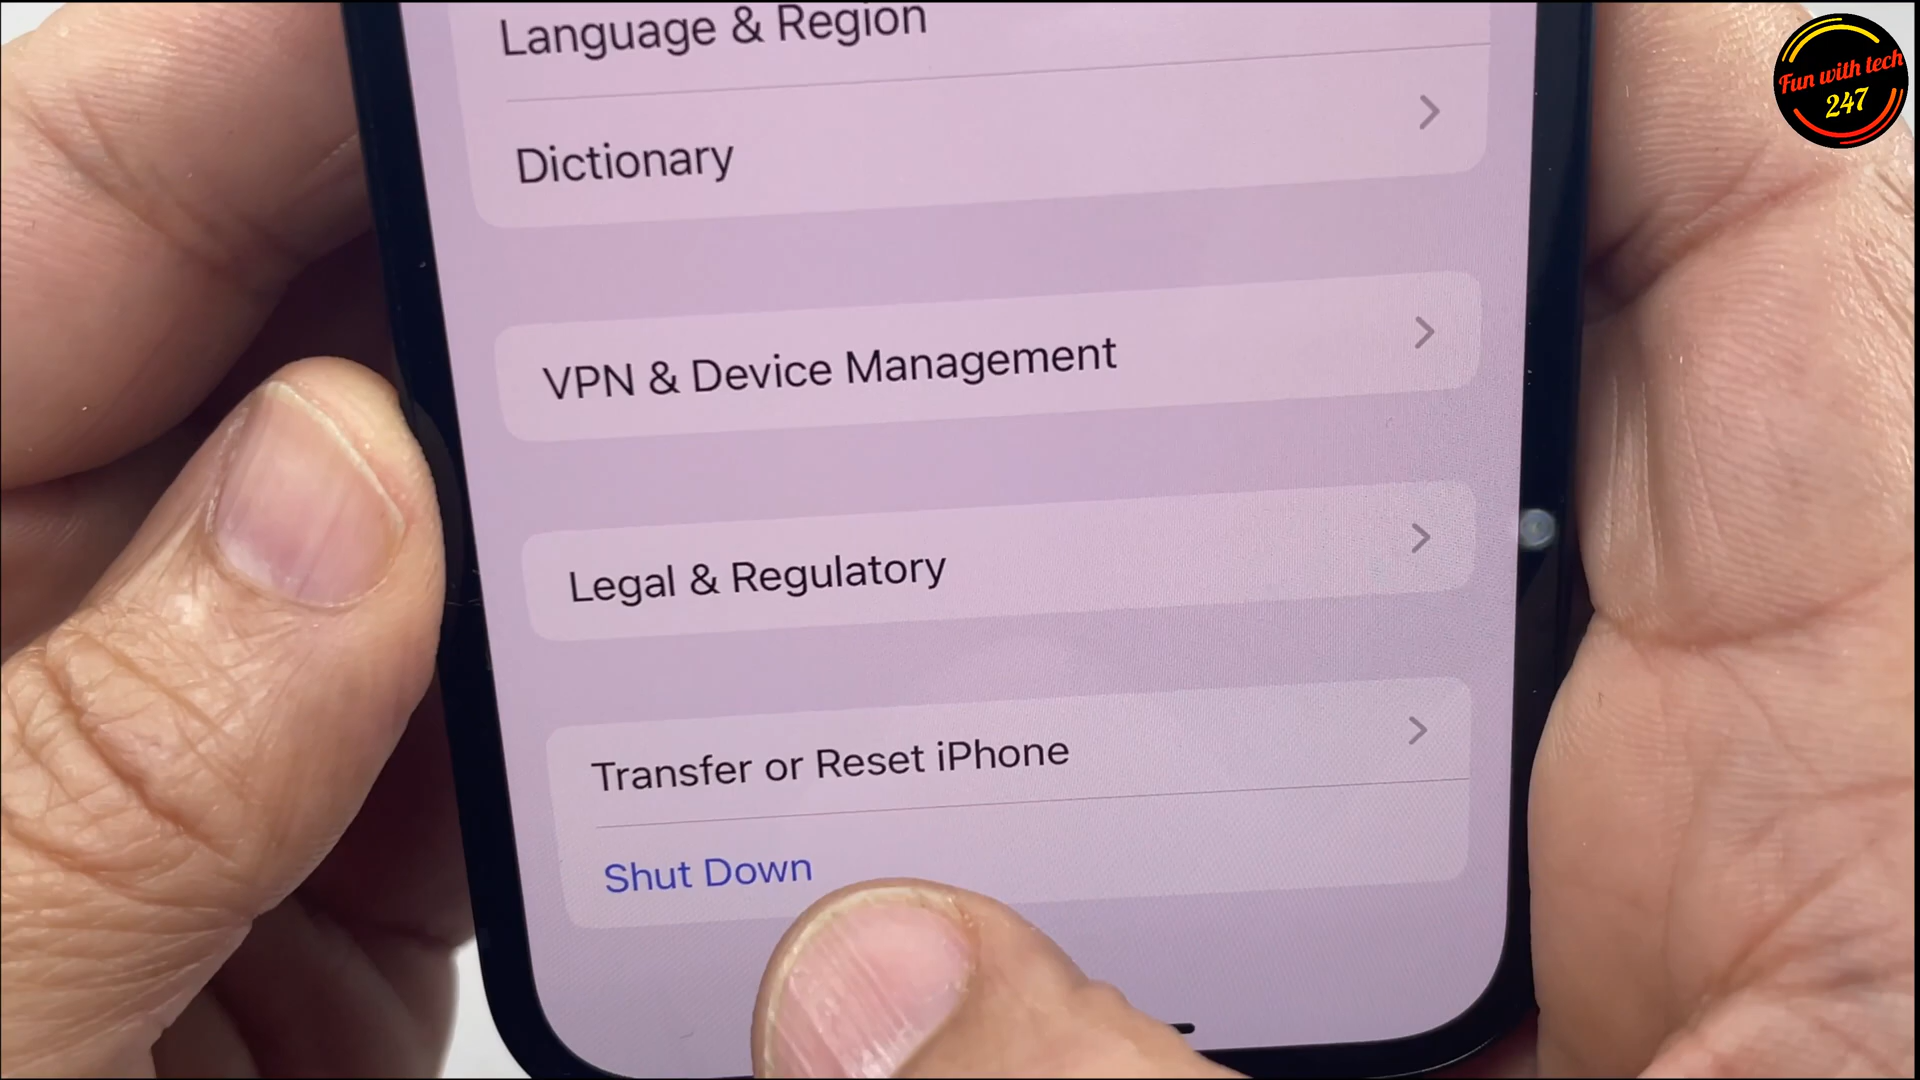 Language & Region
Fun with tech
247
Dictionary
VPN & Device Management
Legal & Regulatory
Transfer or Reset iPhone
Shut Down